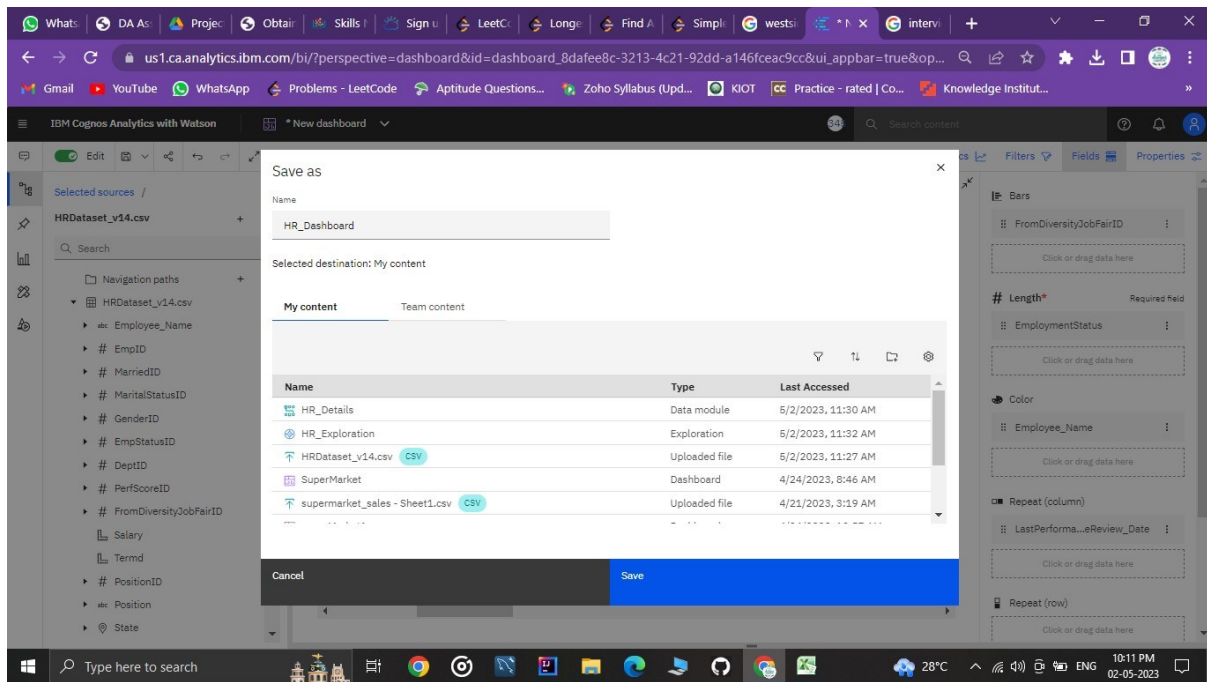 Whats
DA As:
Projec
Obtair
Skills
Sign u
LeetCc
Longe
Find A
Simple
westsi
interv
us1.ca.analytics.ibm.com/bi/?perspective=dashboard&id=dashboard_8dafee8c-3213-4c21-92dd-a146fceac9cc&ui_appbar=true&op...
Gmail YouTube WhatsApp Problems - LeetCode Aptitude Questions... Zoho Syllabus (Upd... KIOT Practice - rated | Co... Knowledge Institut... »
IBM Cognos Analytics with Watson * New dashboard 34 Search content
Edit Filters Fields Properties
Selected sources /
HRDataset_v14.csv
Search
Navigation paths
HRDataset_v14.csv
abc Employee_Name
# EmpID
# MarriedID
# MaritalStatusID
# GenderID
# EmpStatusID
# DeptID
# PerfScoreID
# FromDiversityJobFairID
Salary
Termd
# PositionID
abc Position
State
Save as
Name
HR_Dashboard
Selected destination: My content
My content Team content
Name Type Last Accessed
HR_Details Data module 5/2/2023, 11:30 AM
HR_Exploration Exploration 5/2/2023, 11:32 AM
HRDataset_v14.csv CSV Uploaded file 5/2/2023, 11:27 AM
SuperMarket Dashboard 4/24/2023, 8:46 AM
supermarket_sales - Sheet1.csv CSV Uploaded file 4/21/2023, 3:19 AM
Cancel Save
Bars
FromDiversityJobFairID
Click or drag data here
# Length* Required field
EmploymentStatus
Click or drag data here
Color
Employee_Name
Click or drag data here
Repeat (column)
LastPerforma...eReview_Date
Click or drag data here
Repeat (row)
Click or drag data here
Type here to search
28°C ENG 10:11 PM
02-05-2023